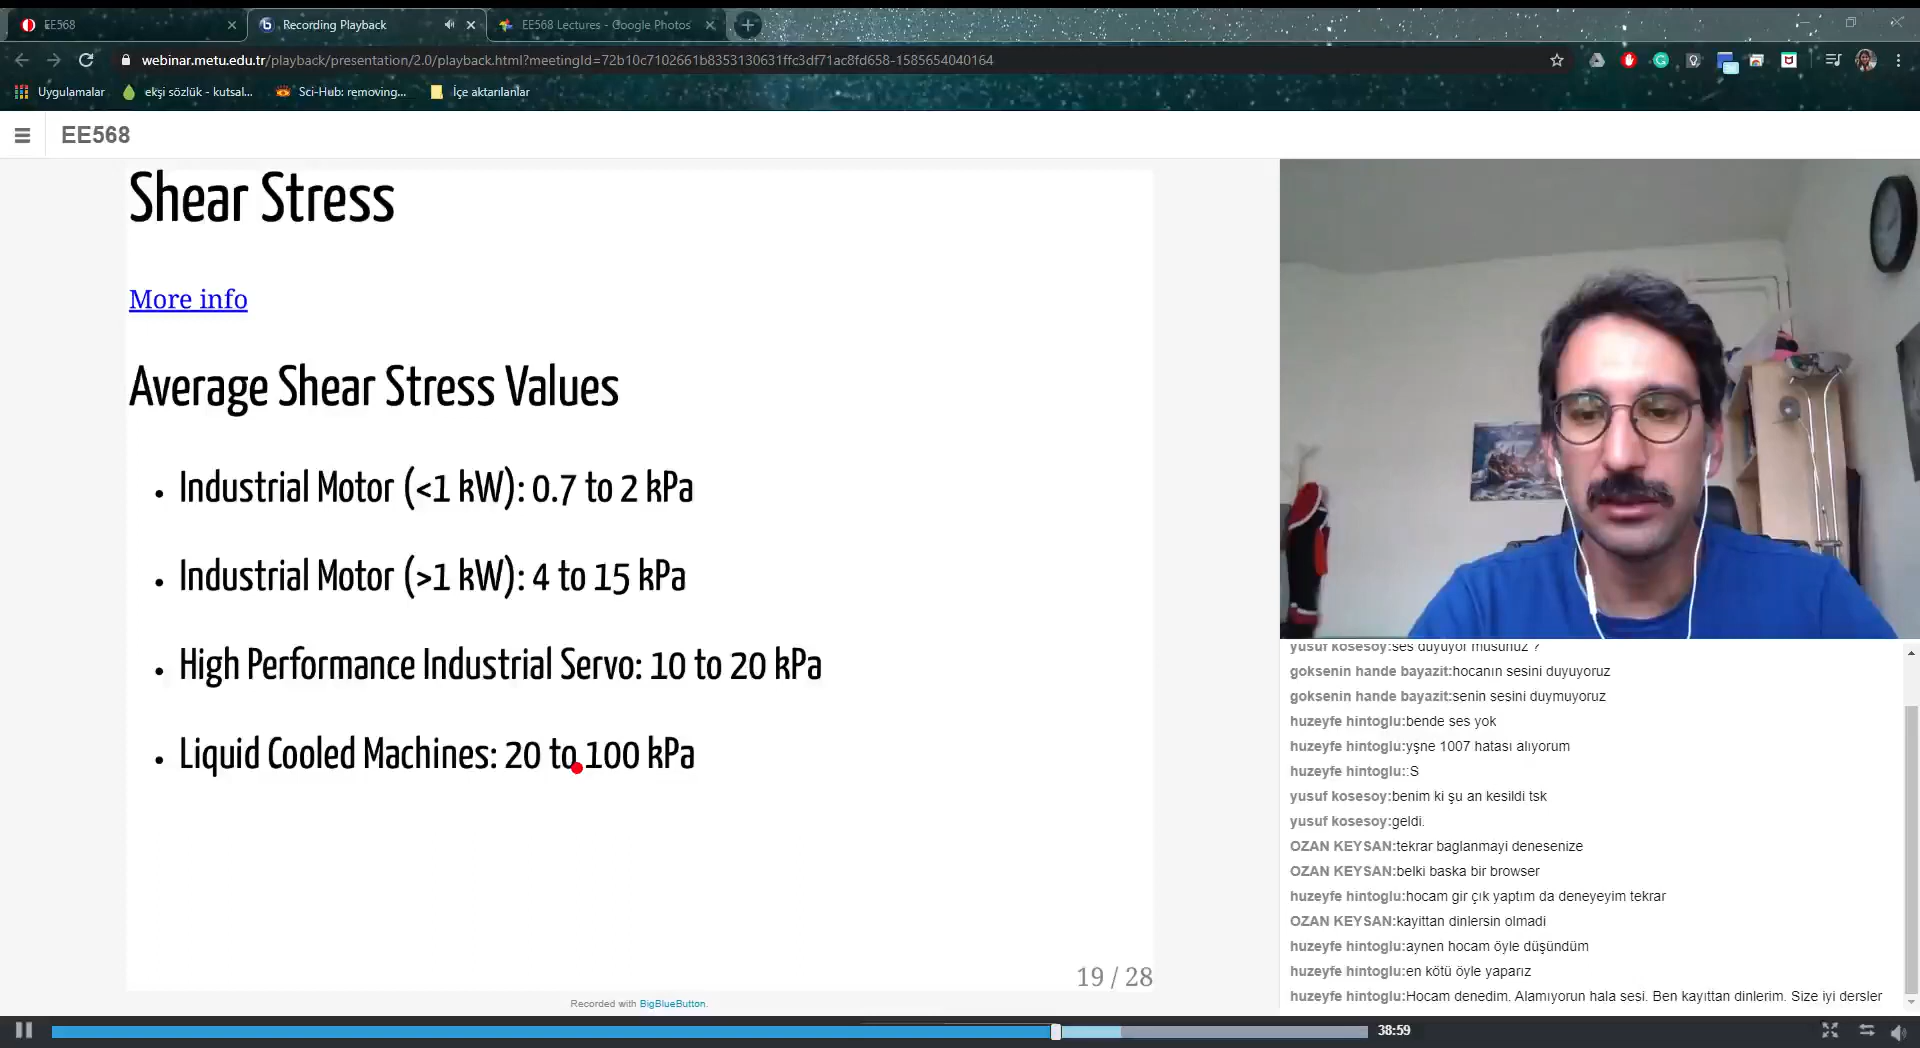 EE568
Recording Playback
EE568 Lectures - Google Photos
webinar.metu.edu.tr/playback/presentation/2.0/playback.html?meetingId=72b10c7102661b8353130631ffc3df71ac8fd658-1585654040164
Uygulamalar
ekşi sözlük - kutsal...
Sci-Hub: removing...
İçe aktarılanlar
EE568
Shear Stress
More info
Average Shear Stress Values
• Industrial Motor (<1 kW): 0.7 to 2 kPa
• Industrial Motor (>1 kW): 4 to 15 kPa
• High Performance Industrial Servo: 10 to 20 kPa
• Liquid Cooled Machines: 20 to 100 kPa
19 / 28
Recorded with BigBlueButton.
yusuf kosesoy:ses duyuyor musunuz ?
goksenin hande bayazit:hocanın sesini duyuyoruz
goksenin hande bayazit:senin sesini duymuyoruz
huzeyfe hintoglu:bende ses yok
huzeyfe hintoglu:yşne 1007 hatası alıyorum
huzeyfe hintoglu::S
yusuf kosesoy:benim ki şu an kesildi tsk
yusuf kosesoy:geldi.
OZAN KEYSAN:tekrar baglanmayi denesenize
OZAN KEYSAN:belki baska bir browser
huzeyfe hintoglu:hocam gir çık yaptım da deneyeyim tekrar
OZAN KEYSAN:kayittan dinlersin olmadi
huzeyfe hintoglu:aynen hocam öyle düşündüm
huzeyfe hintoglu:en kötü öyle yaparız
huzeyfe hintoglu:Hocam denedim. Alamıyorun hala sesi. Ben kayıttan dinlerim. Size iyi dersler
38:59